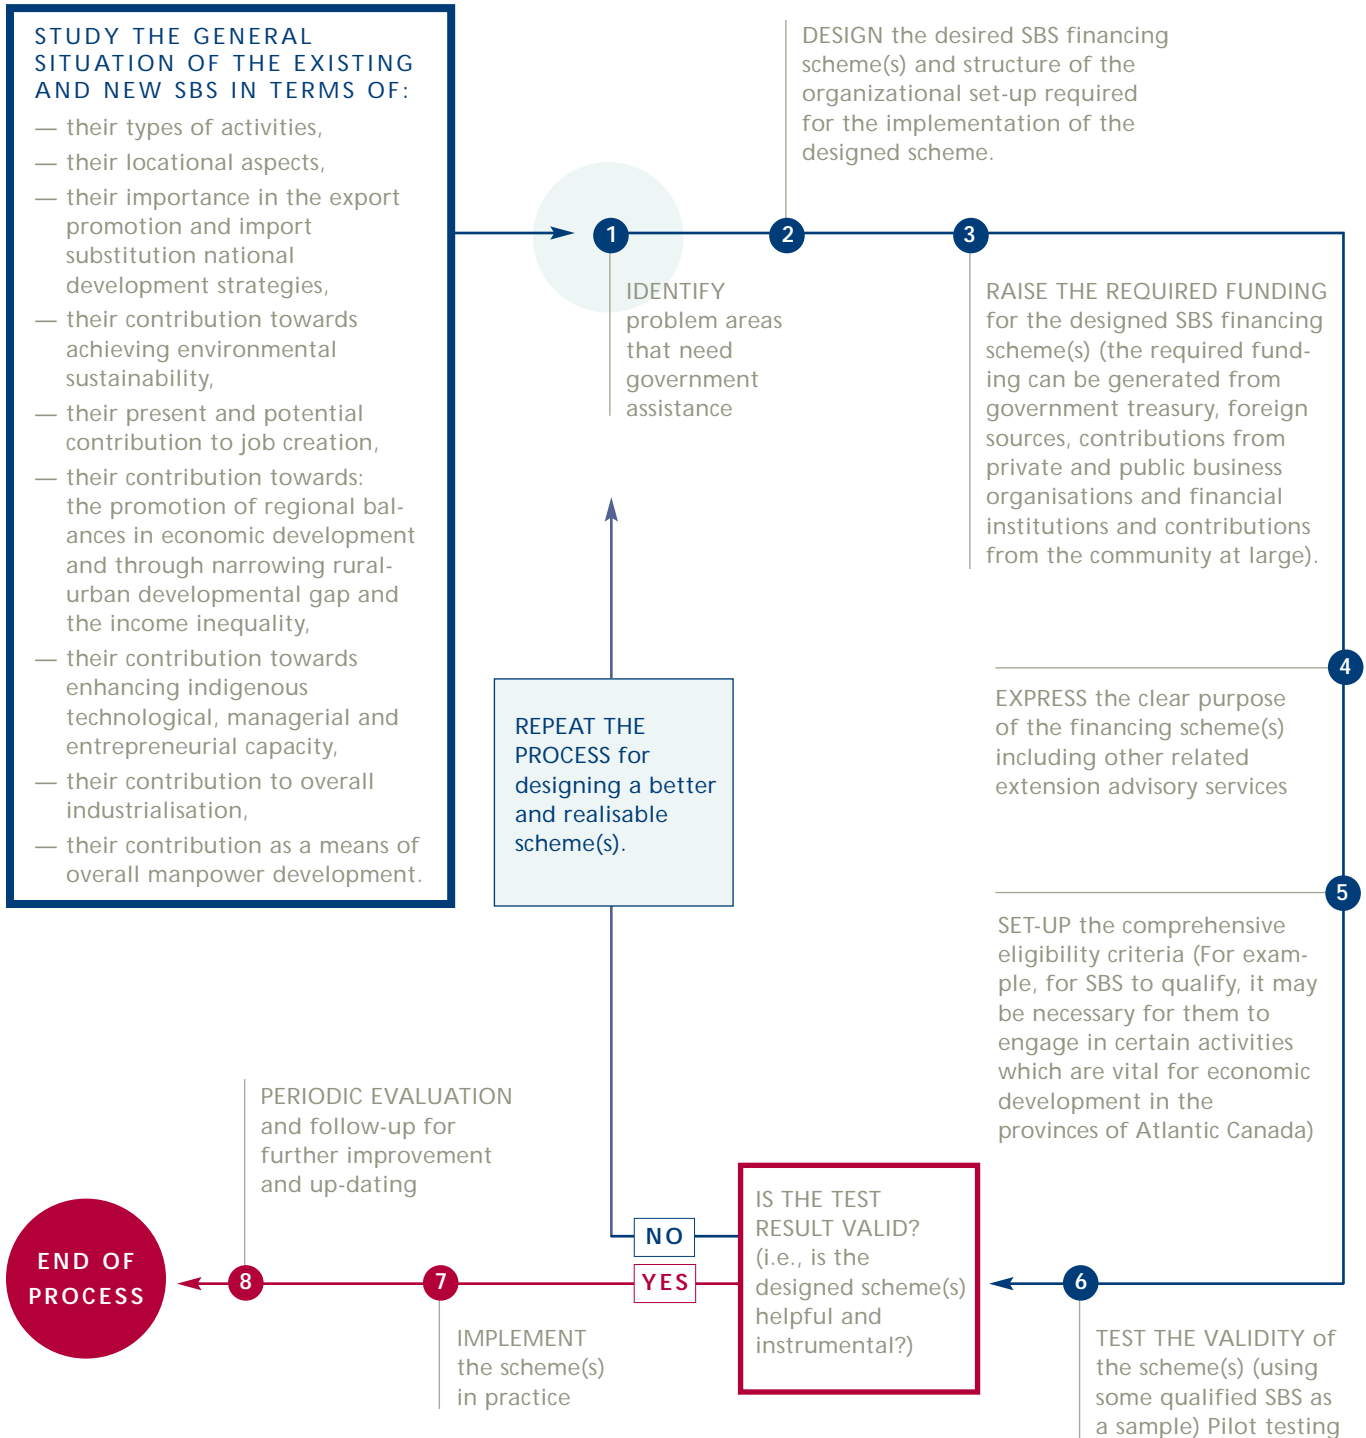 STUDY THE GENERAL
SITUATION OF THE EXISTING
AND NEW SBS IN TERMS OF:
— their types of activities,
— their locational aspects,
— their importance in the export
promotion and import
substitution national
development strategies,
— their contribution towards
achieving environmental
sustainability,
— their present and potential
contribution to job creation,
— their contribution towards:
the promotion of regional bal-
ances in economic development
and through narrowing rural-
urban developmental gap and
the income inequality,
— their contribution towards
enhancing indigenous
technological, managerial and
entrepreneurial capacity,
— their contribution to overall
industrialisation,
— their contribution as a means of
overall manpower development.
1
IDENTIFY
problem areas
that need
government
assistance
2
DESIGN the desired SBS financing
scheme(s) and structure of the
organizational set-up required
for the implementation of the
designed scheme.
3
RAISE THE REQUIRED FUNDING
for the designed SBS financing
scheme(s) (the required fund-
ing can be generated from
government treasury, foreign
sources, contributions from
private and public business
organisations and financial
institutions and contributions
from the community at large).
4
EXPRESS the clear purpose
of the financing scheme(s)
including other related
extension advisory services
5
SET-UP the comprehensive
eligibility criteria (For exam-
ple, for SBS to qualify, it may
be necessary for them to
engage in certain activities
which are vital for economic
development in the
provinces of Atlantic Canada)
6
TEST THE VALIDITY of
the scheme(s) (using
some qualified SBS as
a sample) Pilot testing
IS THE TEST
RESULT VALID?
(i.e., is the
designed scheme(s)
helpful and
instrumental?)
NO
REPEAT THE
PROCESS for
designing a better
and realisable
scheme(s).
YES
7
IMPLEMENT
the scheme(s)
in practice
8
PERIODIC EVALUATION
and follow-up for
further improvement
and up-dating
END OF
PROCESS